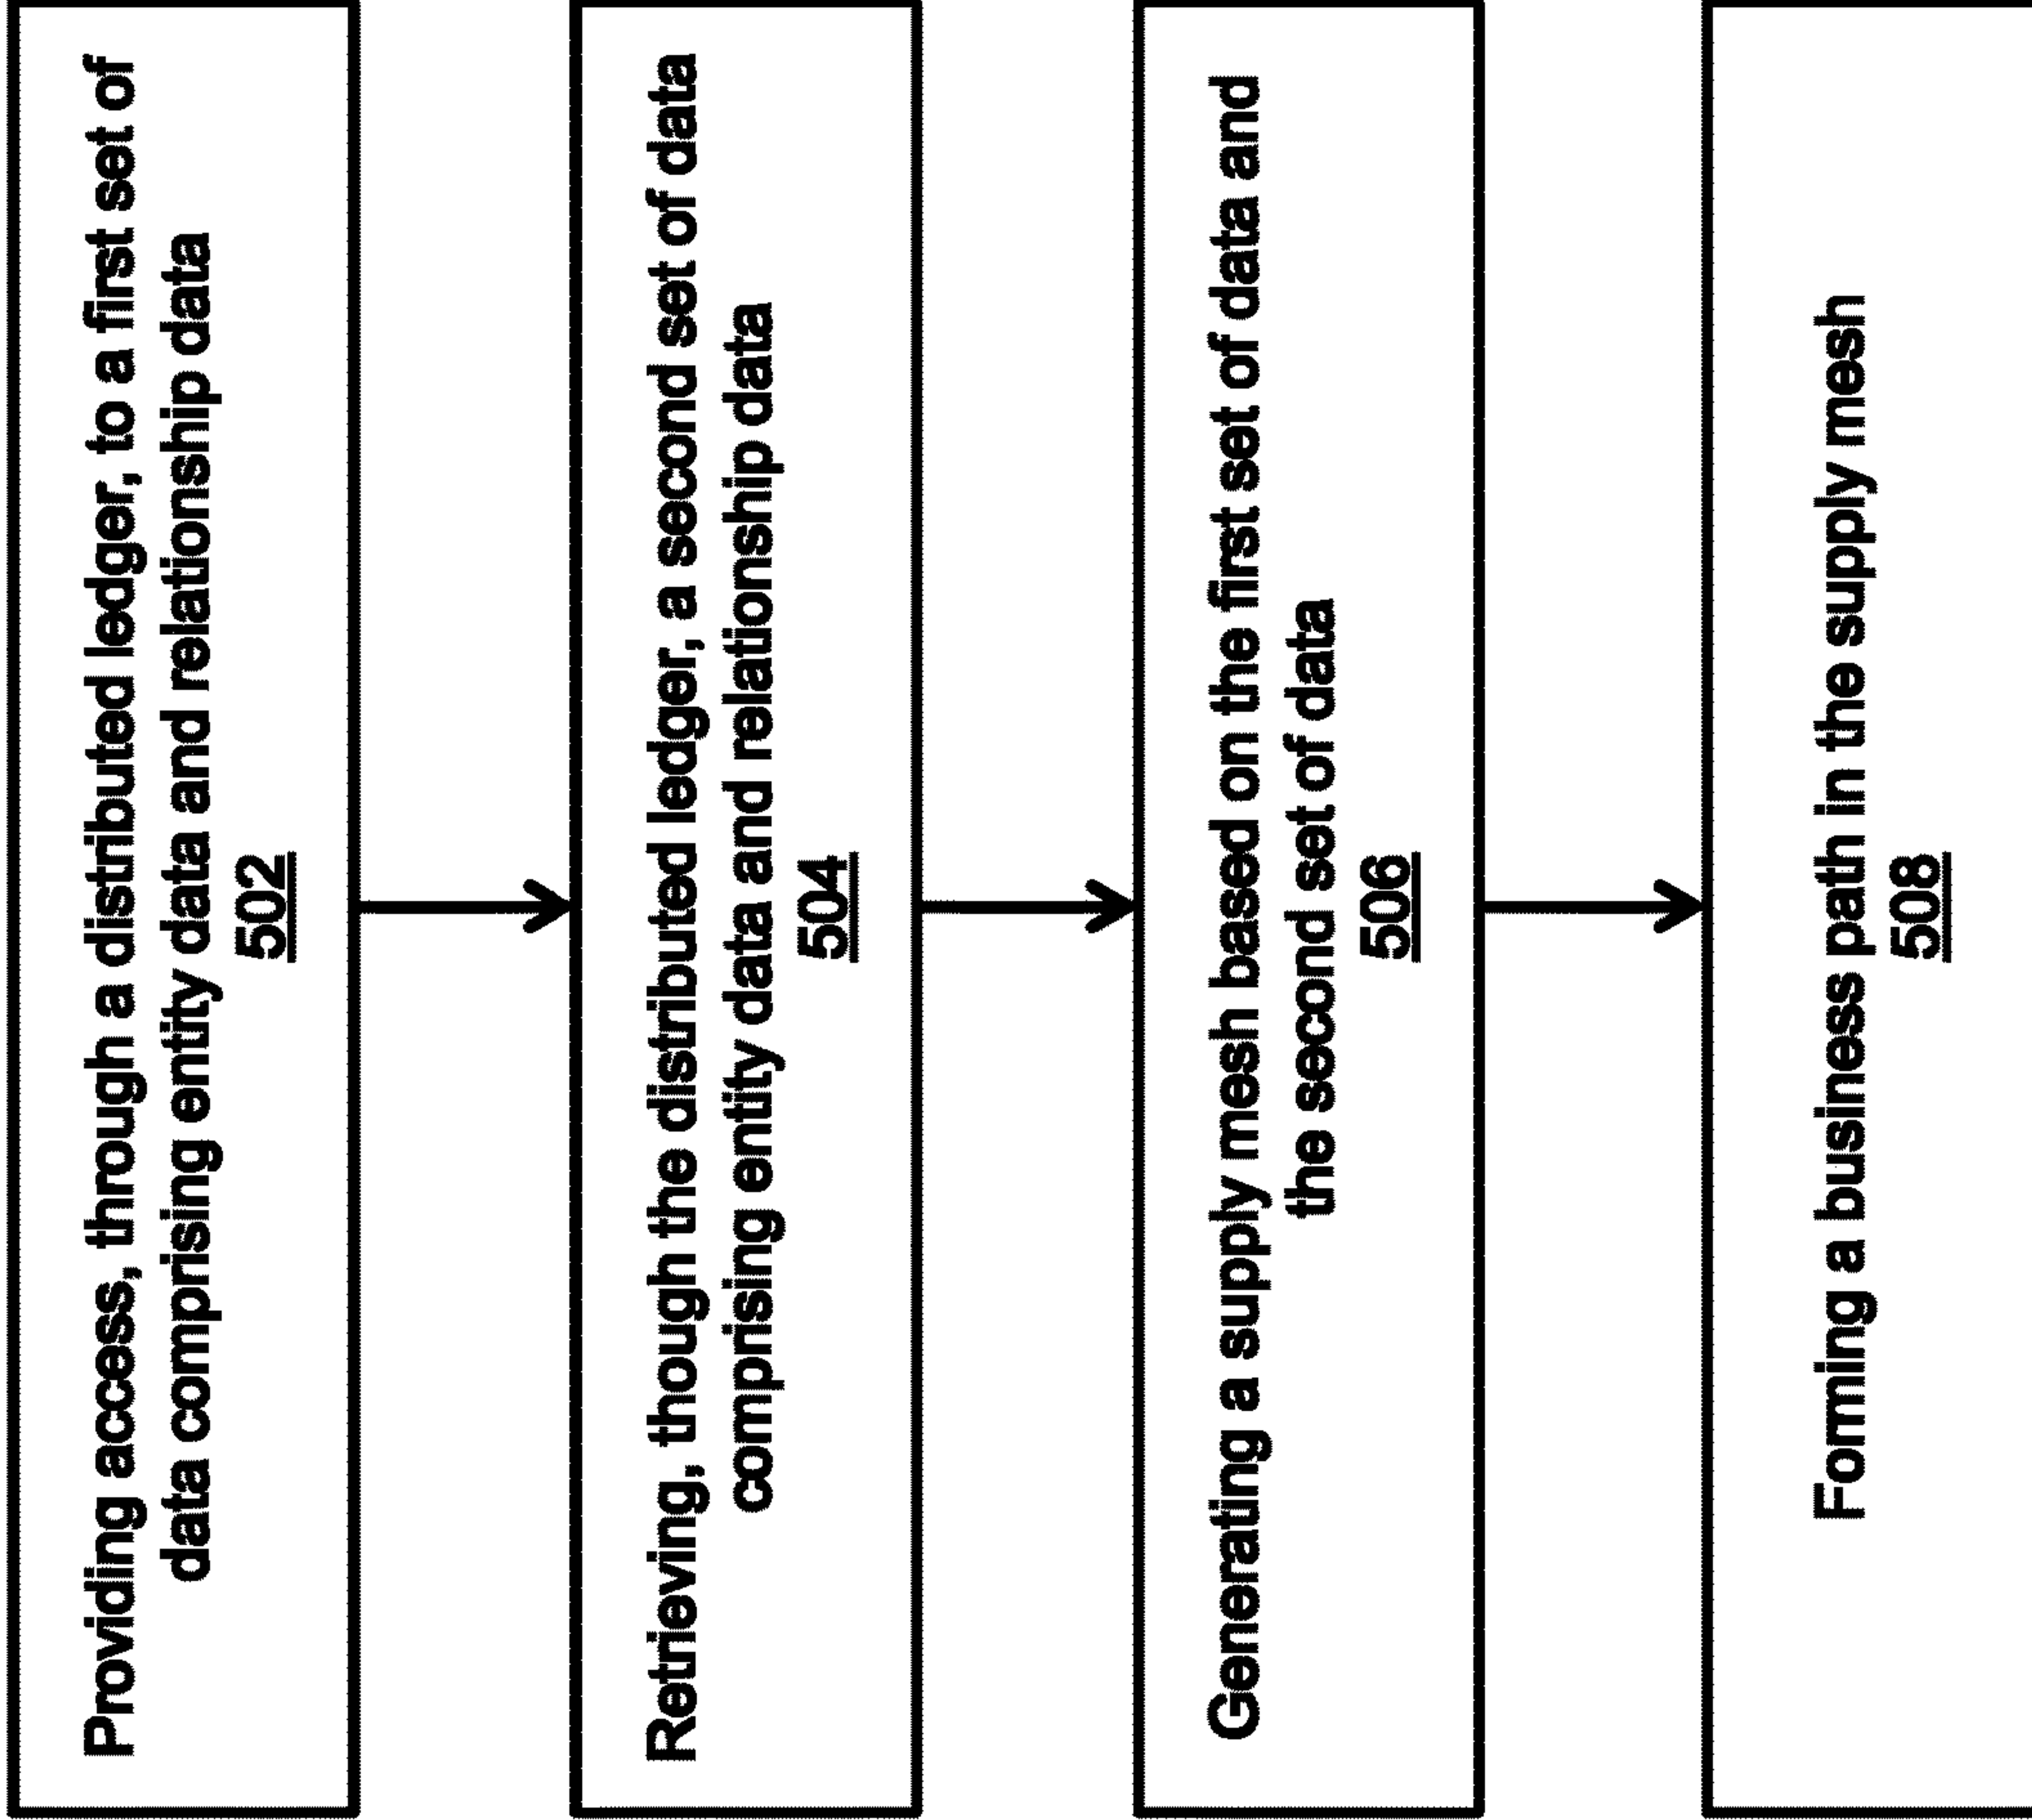 Providing access, through a distributed ledger, to a first set of
data comprising entity data and relationship data
502
Retrieving, though the distributed ledger, a second set of data
comprising entity data and relationship data
504
Generating a supply mesh based on the first set of data and
the second set of data
506
Forming a business path in the supply mesh
508